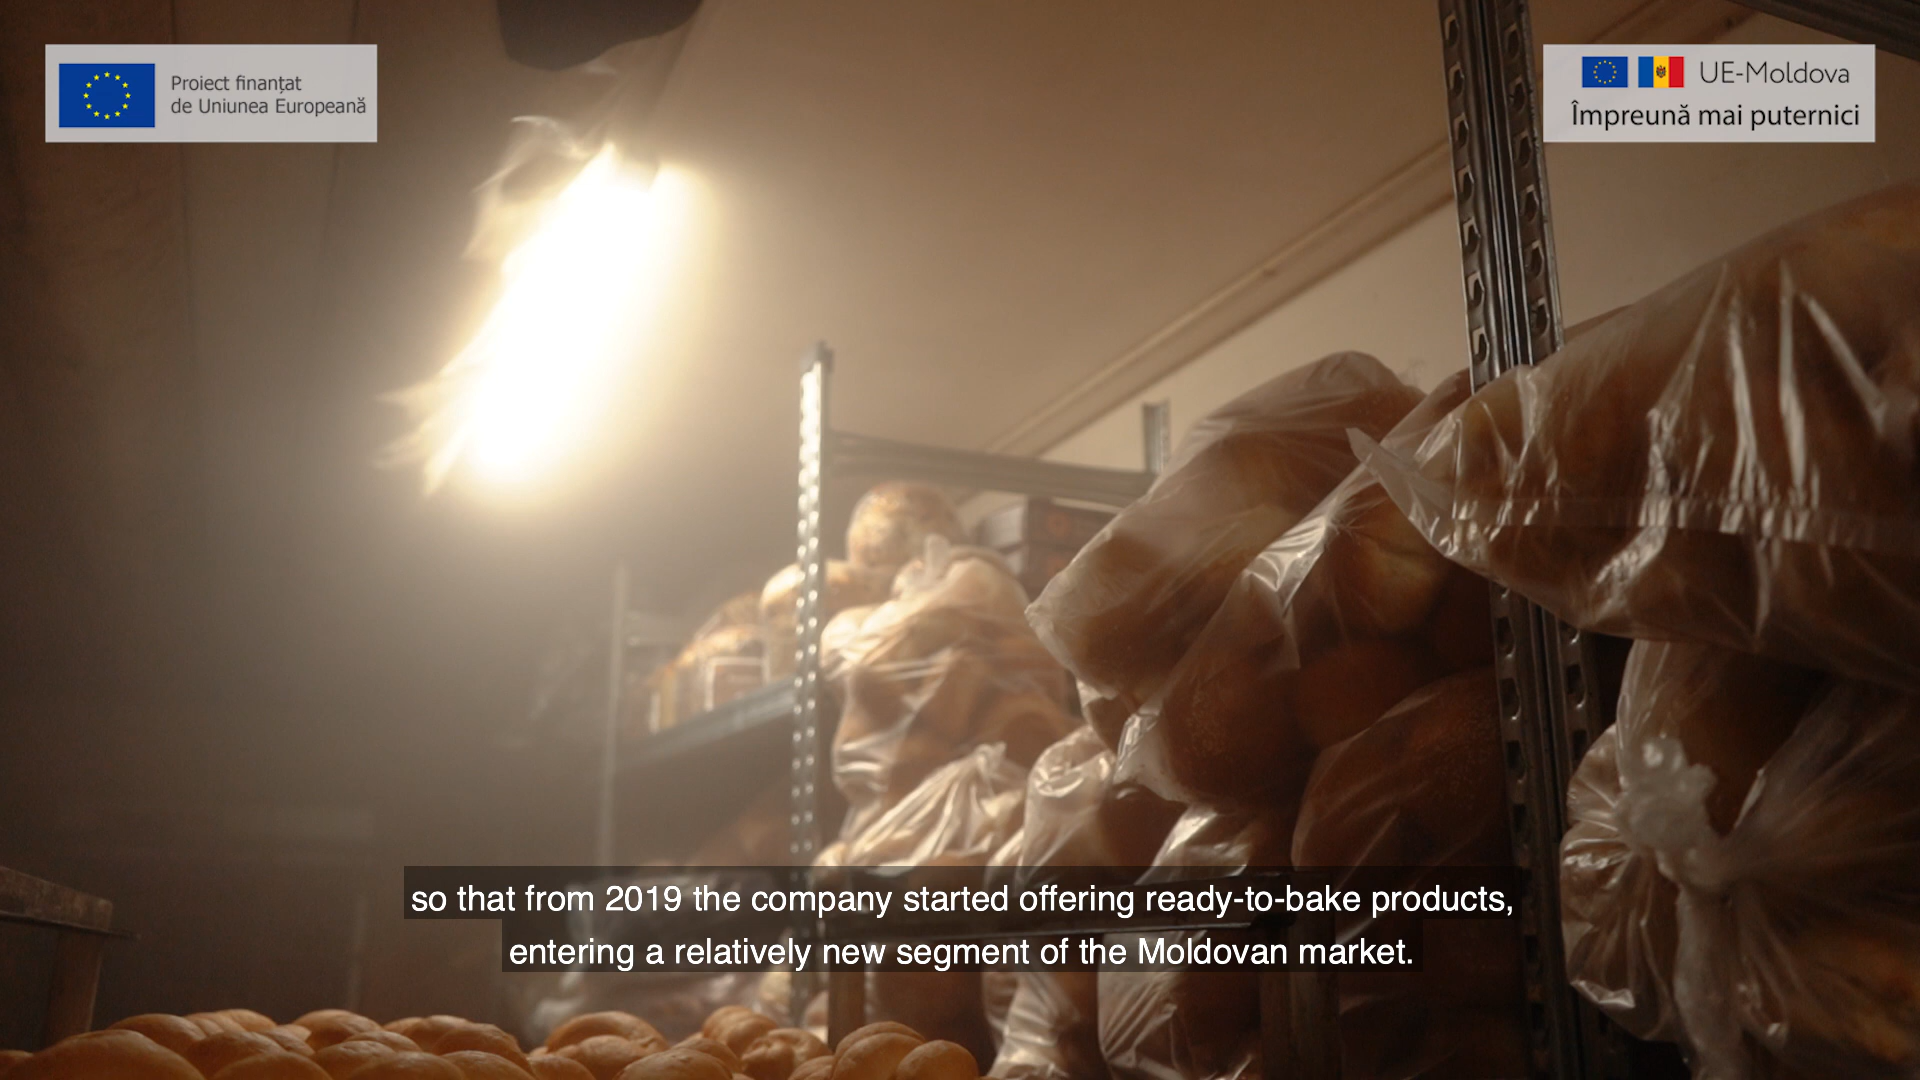 Proiect finanțat
de Uniunea Europeană
UE-Moldova
Împreună mai puternici
so that from 2019 the company started offering ready-to-bake products,
entering a relatively new segment of the Moldovan market.